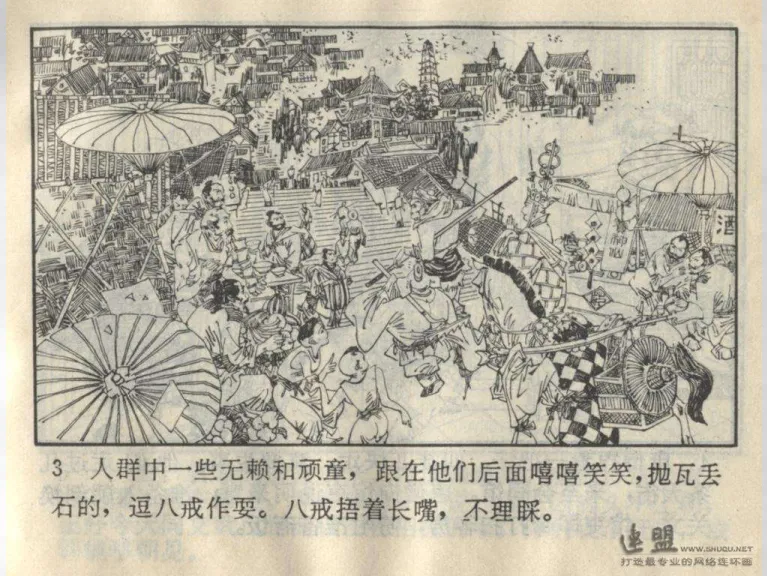 酒
3 人群中一些无赖和顽童，跟在他们后面嘻嘻笑笑，抛瓦丢
石的，逗八戒作耍。八戒捂着长嘴，不理睬。
连盟 WWW.SHUQU.NET
打造最专业的网络连环画